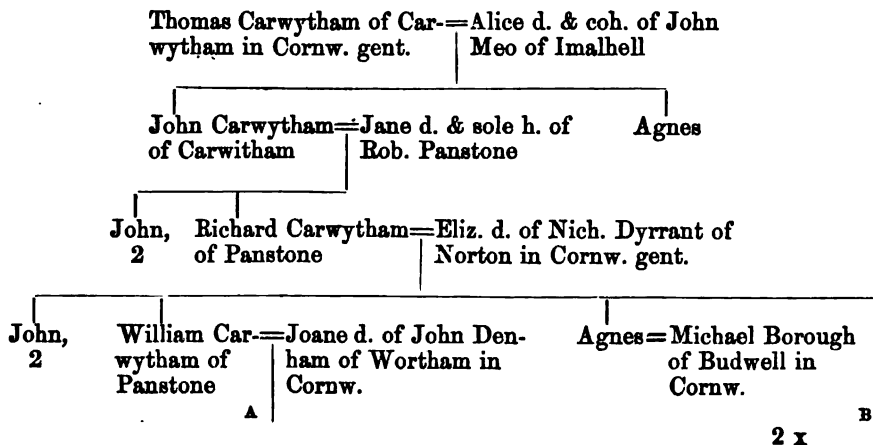 Thomas Carwytham of Car-=Alice d. & coh. of John
wytham in Cornw. gent. Meo of Imalhell
John Carwytham=Jane d. & sole h. of Agnes
of Carwitham Rob. Panstone
John, Richard Carwytham=Eliz. d. of Nich. Dyrrant of
2 of Panstone Norton in Cornw. gent.
John, William Car-=Joane d. of John Den- Agnes=Michael Borough
2 wytham of ham of Wortham in of Budwell in
Panstone Cornw. Cornw.
A B
2 x